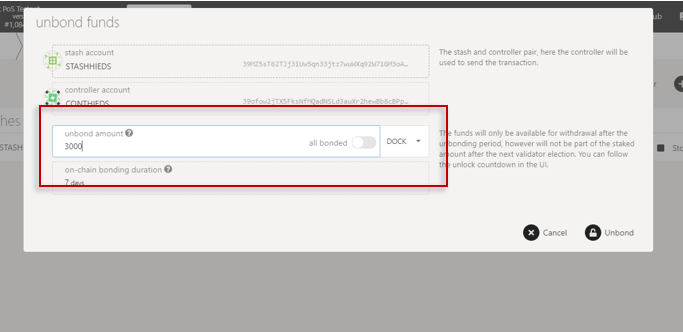 PoS Te
#1,08
unbond funds
stash account
STASHHIEDS
The stash and controller pair, here the controller will be
used to send the transaction.
controller account
CONTHIEDS
unbond amount
3000
all bonded
DOCK
The funds will only be available for withdrawal after the
unbonding period, however will not be part of the staked
amount after the next validator election. You can follow
the unlock countdown in the UI.
on-chain bonding duration
7 days
hes
STASH
Sto
Cancel
Unbond